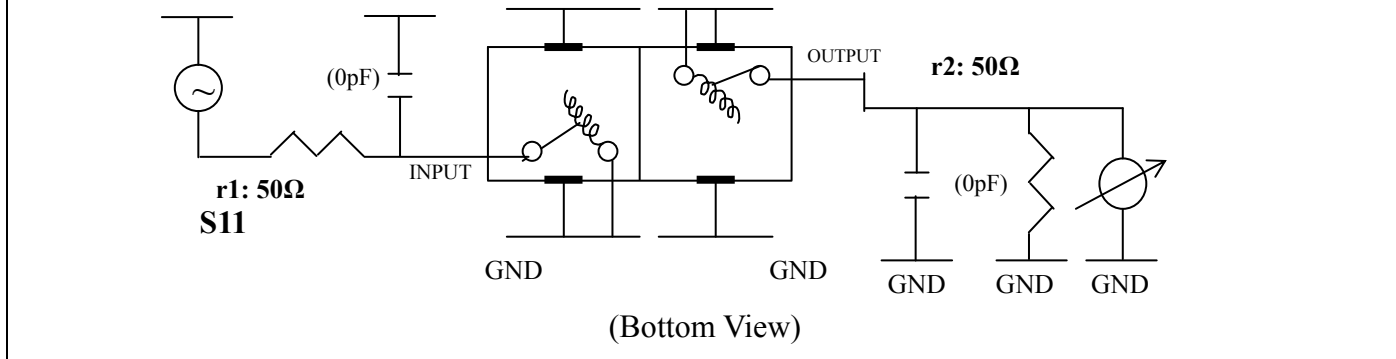 OUTPUT
r2: 50Ω
(0pF)
INPUT
(0pF)
r1: 50Ω
S11
GND
GND
GND
GND
GND
(Bottom View)